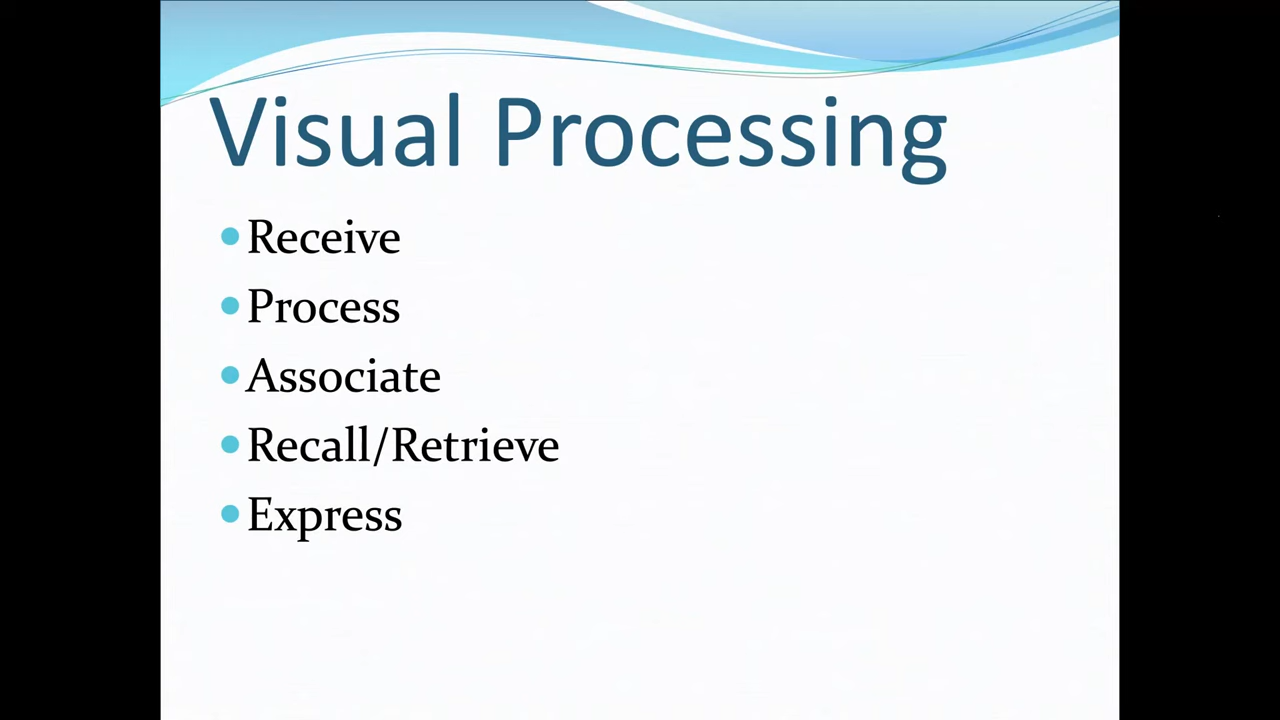 Visual Processing
Receive
Process
Associate
Recall/Retrieve
Express